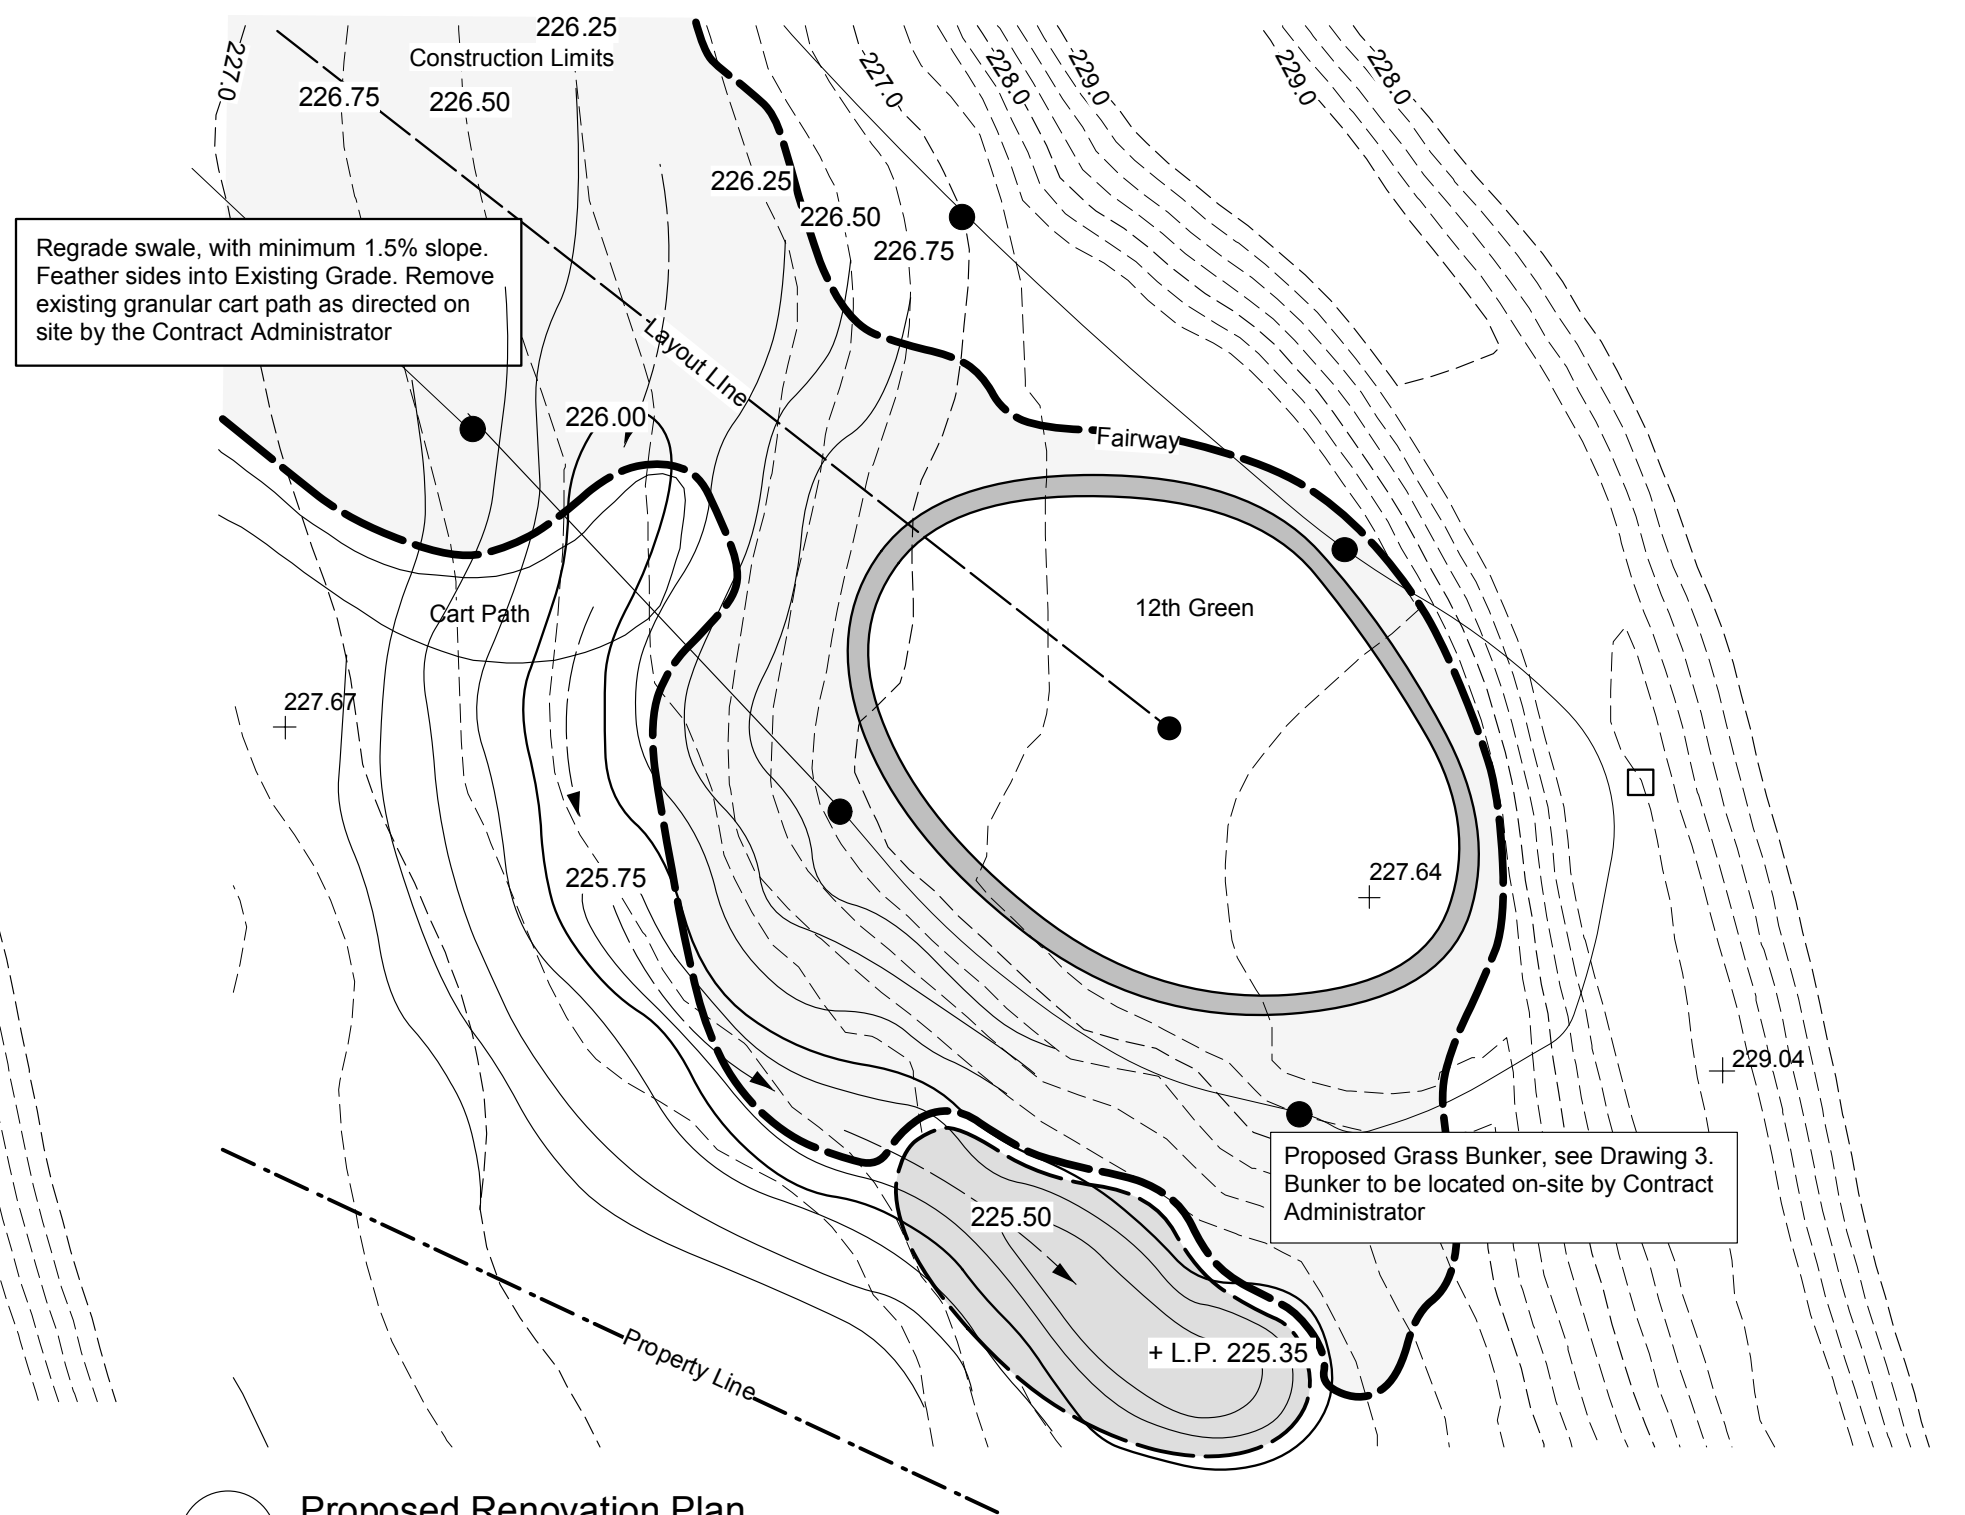 226.25
Construction Limits
227.0
226.75
226.50
227.0
228.0
229.0
229.0
228.0
226.25
226.50
226.75
Regrade swale, with minimum 1.5% slope.
Feather sides into Existing Grade. Remove
existing granular cart path as directed on
site by the Contract Administrator
Layout LIne
226.00
Fairway
Cart Path
12th Green
227.67
225.75
227.64
229.04
Proposed Grass Bunker, see Drawing 3.
Bunker to be located on-site by Contract
Administrator
225.50
+ L.P. 225.35
Property Line
Proposed Renovation Plan